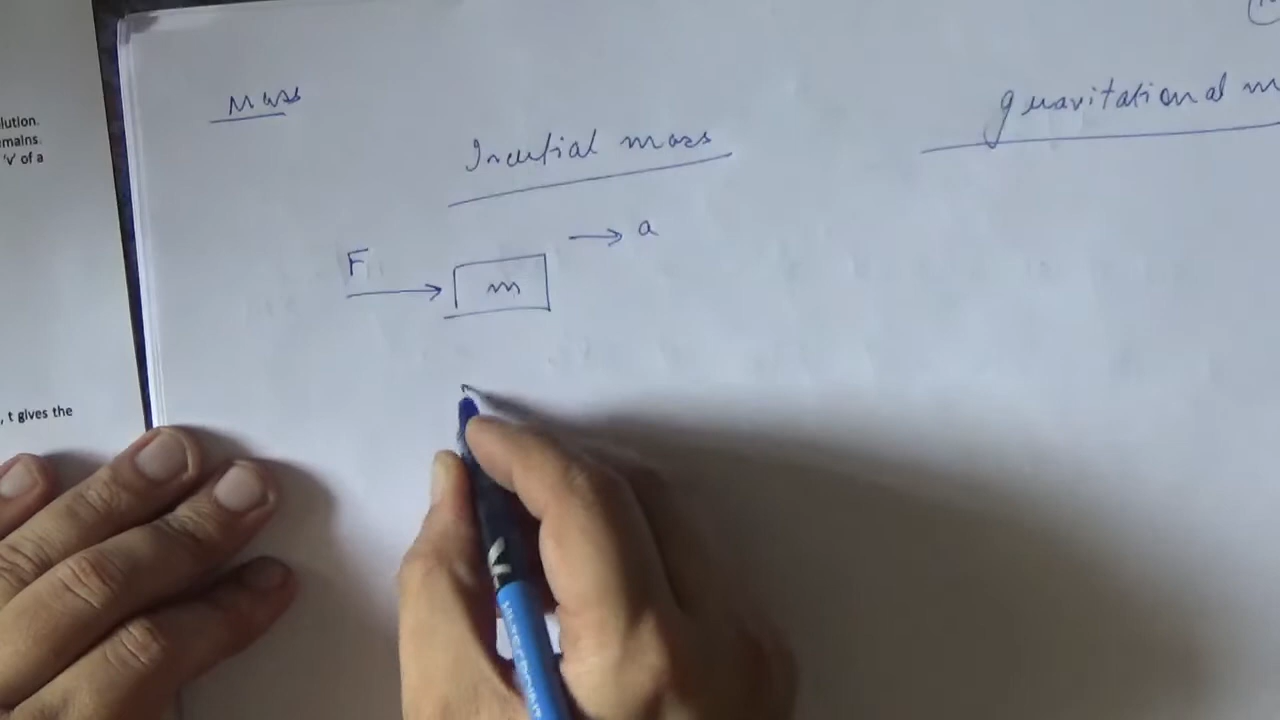 lution.
mains.
'v' of a
, t gives the
Mass
Inertial mass
gravitational m
F
m
a